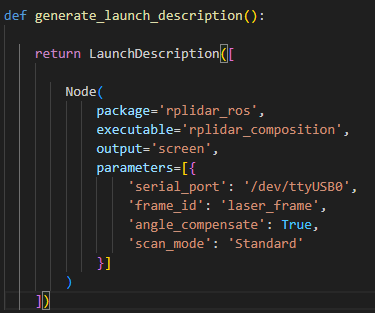 def generate_launch_description():
return LaunchDescription([
Node(
package='rplidar_ros',
executable='rplidar_composition',
output='screen',
parameters=[{
'serial_port': '/dev/ttyUSB0',
'frame_id': 'laser_frame',
'angle_compensate': True,
'scan_mode': 'Standard'
}]
)
])